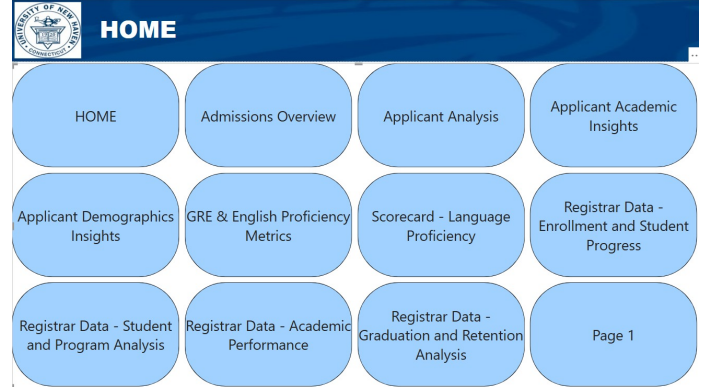 UNIVERSITY OF NEW HAVEN
CONNECTICUT
HOME
HOME
Admissions Overview
Applicant Analysis
Applicant Academic
Insights
Applicant Demographics
Insights
GRE & English Proficiency
Metrics
Scorecard - Language
Proficiency
Registrar Data -
Enrollment and Student
Progress
Registrar Data - Student
and Program Analysis
Registrar Data - Academic
Performance
Registrar Data -
Graduation and Retention
Analysis
Page 1